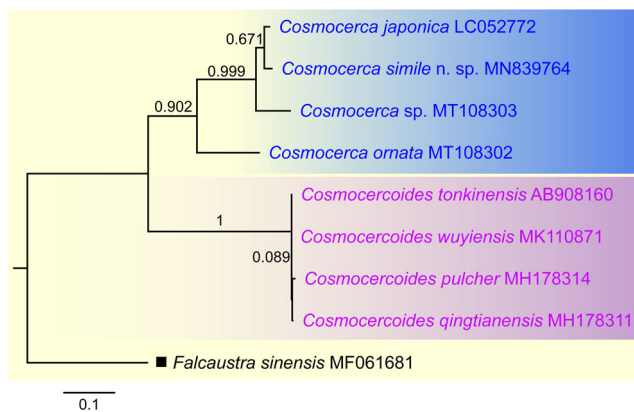 Cosmocerca japonica LC052772
0.671
Cosmocerca simile n. sp. MN839764
0.999
0.902
Cosmocerca sp. MT108303
Cosmocerca ornata MT108302
Cosmocercoides tonkinensis AB908160
1
Cosmocercoides wuyiensis MK110871
0.089
Cosmocercoides pulcher MH178314
Cosmocercoides qingtianensis MH178311
Falcaustra sinensis MF061681
0.1